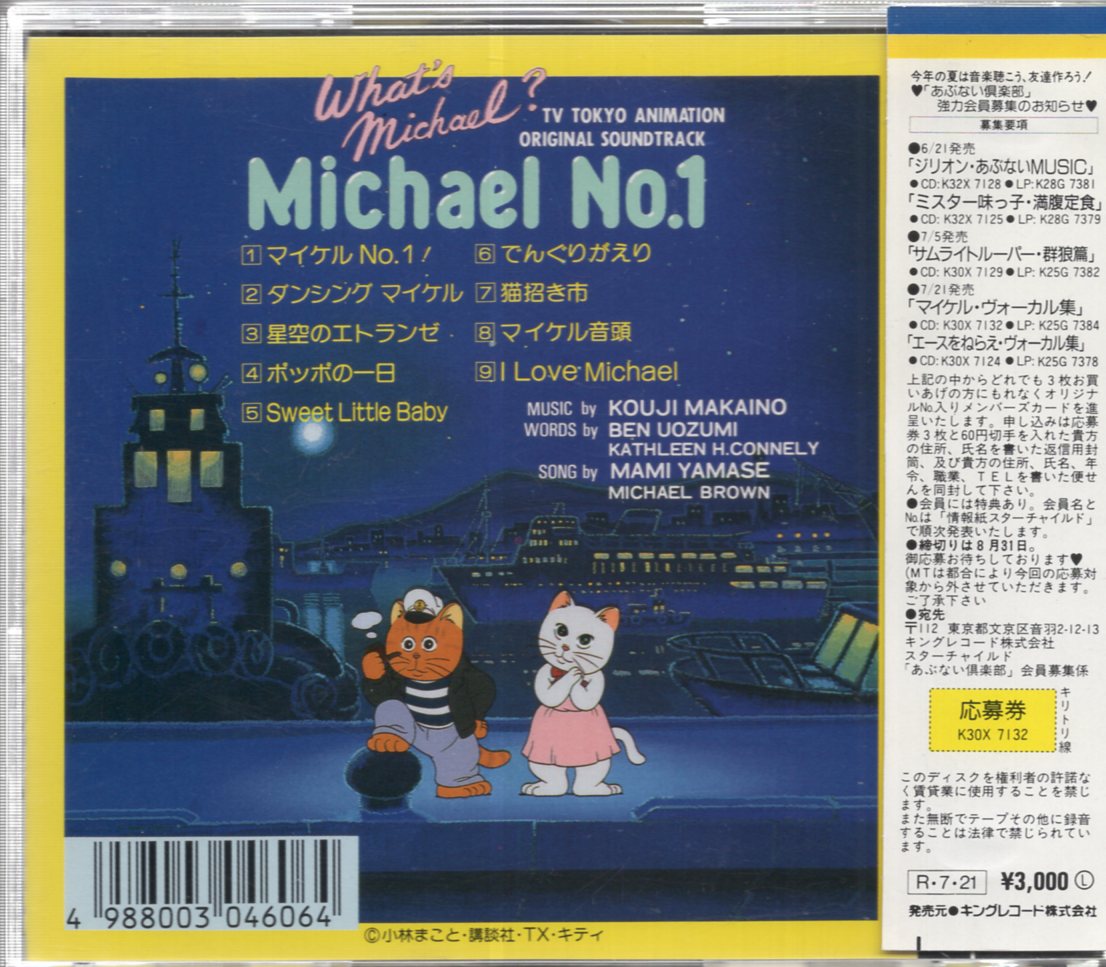 What's
Michael?
TV TOKYO ANIMATION
ORIGINAL SOUNDTRACK
Michael No.1
1 マイケル No.1!
2 ダンシング マイケル
3 星空のエトランゼ
4 ポッポの一日
5 Sweet Little Baby
6 でんぐりがえり
7 猫招き市
8 マイケル音頭
9 I Love Michael
MUSIC by KOUJI MAKAINO
WORDS by BEN UOZUMI
KATHLEEN H.CONNELY
SONG by MAMI YAMASE
MICHAEL BROWN
4 988003 046064
©小林まこと・講談社・TX・キティ
今年の夏は音楽聴こう、友達作ろう!
♥「あぶない倶楽部」
強力会員募集のお知らせ♥
募集要項
●6/21発売
「ジリオン・あぶないMUSIC」
●CD:K32X 7128●LP:K28G 7381
「ミスター味っ子・満腹定食」
●CD:K32X 7125●LP:K28G 7379
●7/5発売
「サムライトルーパー・群狼篇」
●CD:K30X 7129●LP:K25G 7382
●7/21発売
「マイケル・ヴォーカル集」
●CD:K30X 7132●LP:K25G 7384
「エースをねらえ・ヴォーカル集」
●CD:K30X 7124●LP:K25G 7378
上記の中からどれでも3枚お買
いあげの方にもれなくオリジナ
ルNo.入りメンバーズカードを進
呈いたします。申し込みは応募
券3枚と60円切手を入れた貴方
の住所、氏名を書いた返信用封
筒、及び貴方の住所、氏名、年
令、職業、TELを書いた便せ
んを同封して下さい。
●会員には特典あり。会員名と
No.は「情報紙スターチャイルド」
で順次発表いたします。
●締切りは8月31日。
御応募お待ちしております♥
(MTは都合により今回の応募対
象から外させていただきます。
ご了承下さい
●宛先
〒112 東京都文京区音羽2-12-13
キングレコード株式会社
スターチャイルド
「あぶない倶楽部」会員募集係
応募券
K30X 7132
キリトリ線
このディスクを権利者の許諾な
く賃貸業に使用することを禁じ
ます。
また無断でテープその他に録音
することは法律で禁じられてい
ます。
R・7・21 ¥3,000 Ⓛ
発売元●キングレコード株式会社